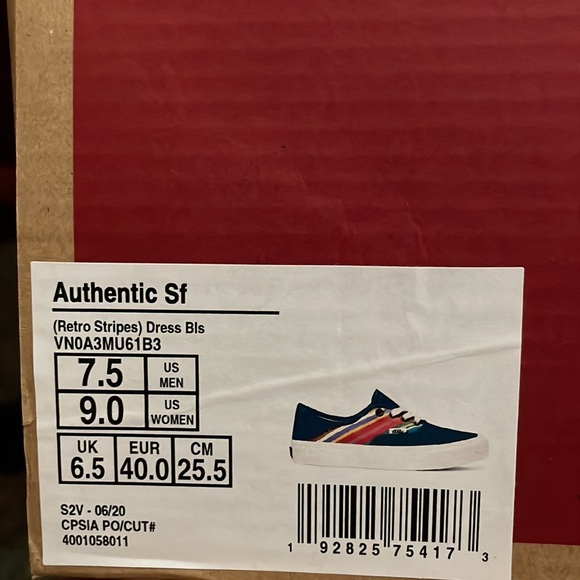 Authentic Sf
(Retro Stripes) Dress Bls
VN0A3MU61B3
7.5 US MEN
9.0 US WOMEN
UK 6.5 EUR 40.0 CM 25.5
S2V - 06/20
CPSIA PO/CUT#
4001058011
1 92825 75417 3